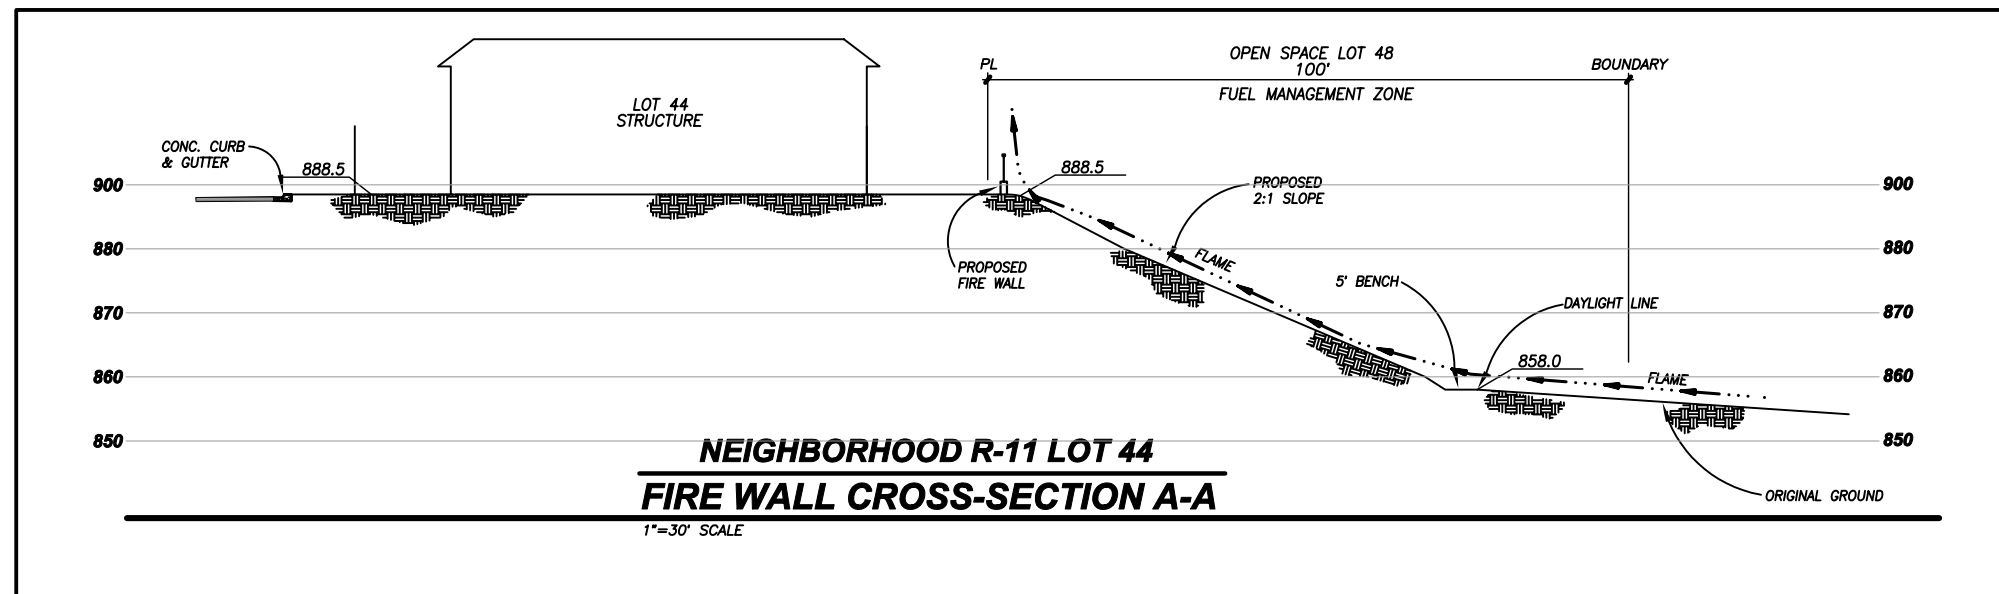 OPEN SPACE LOT 48
100'
PL
BOUNDARY
FUEL MANAGEMENT ZONE
LOT 44
STRUCTURE
CONC. CURB
& GUTTER
888.5
888.5
900
900
PROPOSED
2:1 SLOPE
880
880
FLAME
PROPOSED
FIRE WALL
5' BENCH
DAYLIGHT LINE
870
870
858.0
860
860
FLAME
850
850
NEIGHBORHOOD R-11 LOT 44
FIRE WALL CROSS-SECTION A-A
ORIGINAL GROUND
1"=30' SCALE